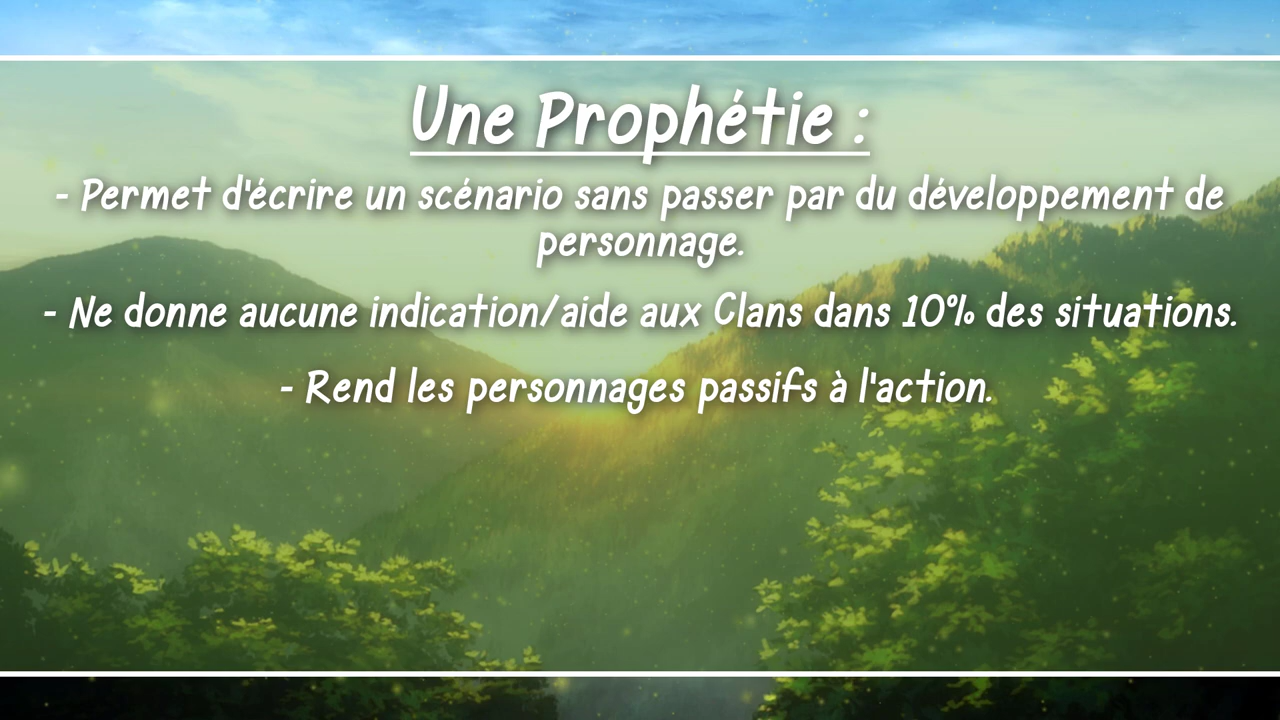 Une Prophétie :
- Permet d'écrire un scénario sans passer par du développement de
personnage.
- Ne donne aucune indication/aide aux Clans dans 10% des situations.
- Rend les personnages passifs à l'action.